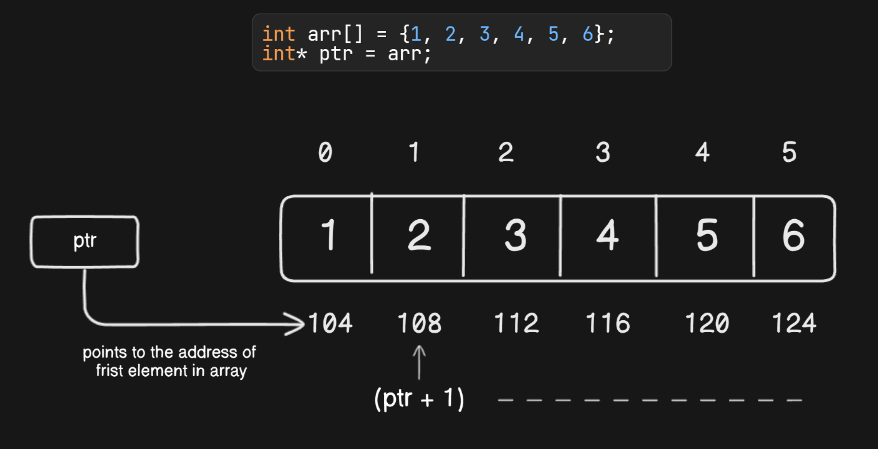 int arr[] = {1, 2, 3, 4, 5, 6};
int* ptr = arr;
0 1 2 3 4 5
ptr
1 2 3 4 5 6
104 108 112 116 120 124
points to the address of
frist element in array
(ptr + 1)